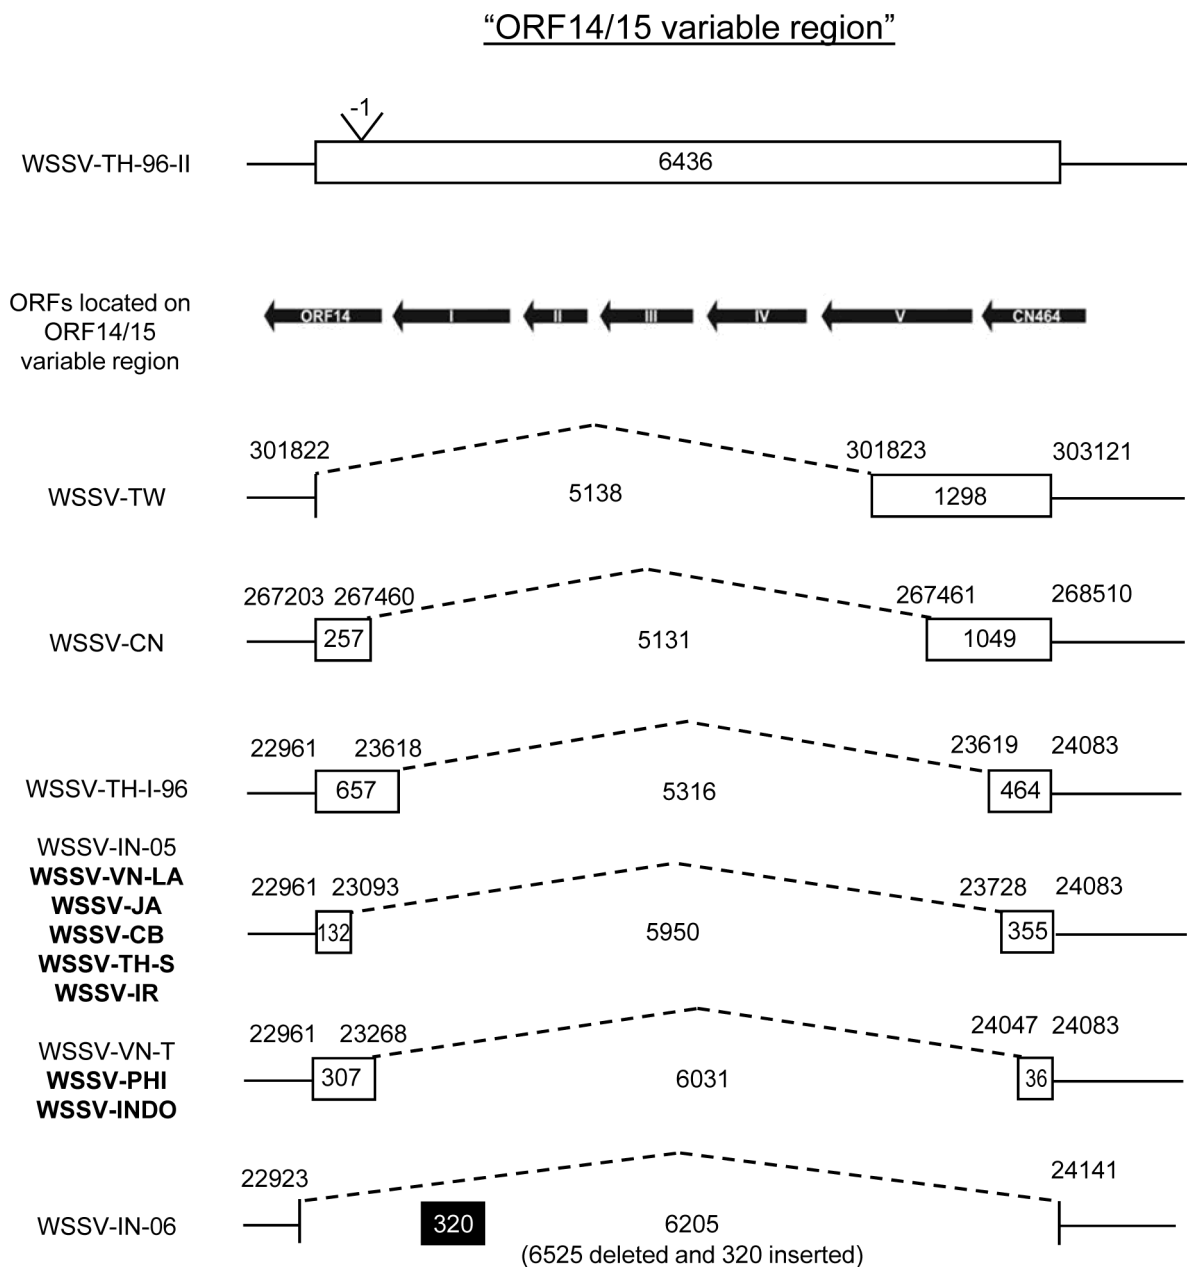 “ORF14/15 variable region”
-1
WSSV-TH-96-II
6436
ORFs located on
ORF14/15
variable region
ORF14 I II III IV V CN464
301822 301823 303121
WSSV-TW
5138 1298
267203 267460 267461 268510
WSSV-CN
257 5131 1049
22961 23618 23619 24083
WSSV-TH-I-96
657 5316 464
WSSV-IN-05
WSSV-VN-LA
WSSV-JA
WSSV-CB
WSSV-TH-S
WSSV-IR
22961 23093 23728 24083
132 5950 355
22961 23268 24047 24083
WSSV-VN-T
WSSV-PHI
WSSV-INDO
307 6031 36
22923 24141
WSSV-IN-06
320 6205
(6525 deleted and 320 inserted)